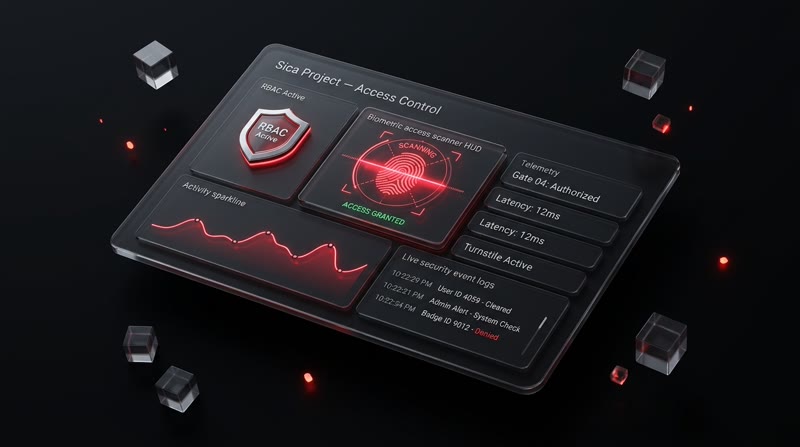 Sica Project — Access Control
RBAC Active
RBAC
Active
Biometric access scanner HUD
SCANNING
ACCESS GRANTED
Telemetry
Gate 04: Authorized
Latency: 12ms
Latency: 12ms
Turnstile Active
Activity sparkline
Live security event logs
10:22:29 PM User ID 4059 - Cleared
10:22:21 PM Admin Alert - System Check
10:22:34 PM Badge ID 9012 - Denied